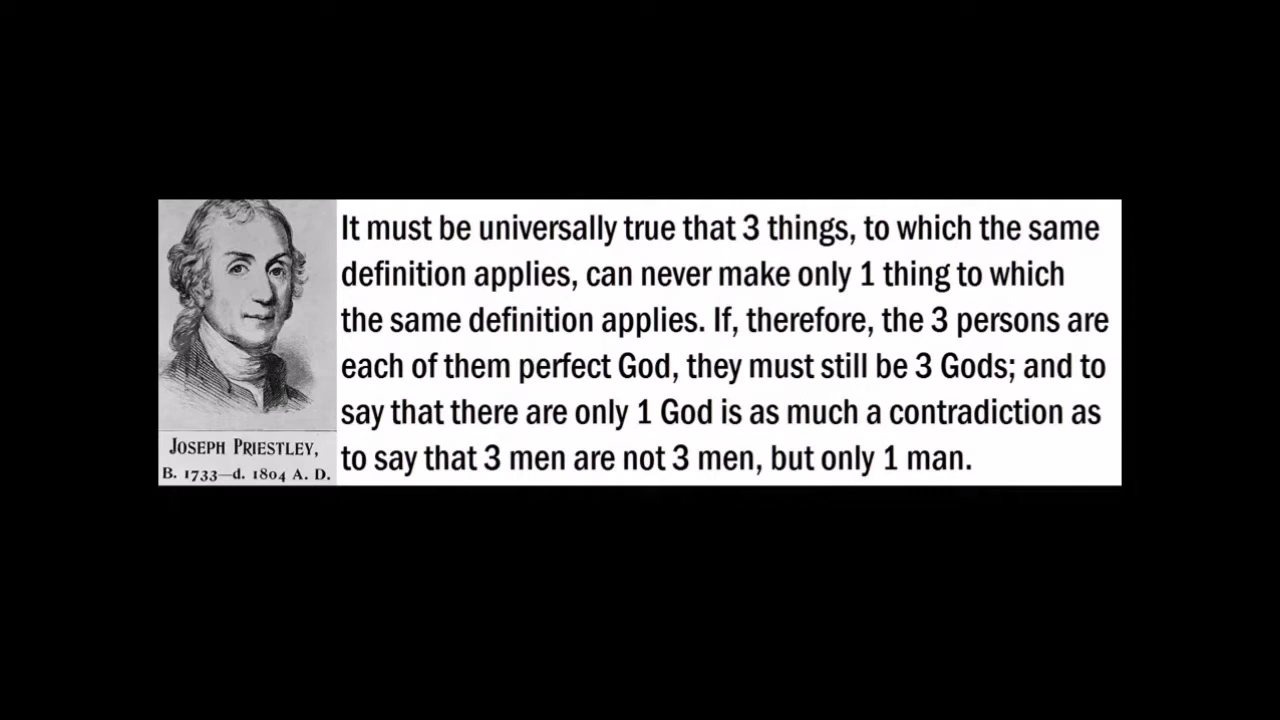 It must be universally true that 3 things, to which the same
definition applies, can never make only 1 thing to which
the same definition applies. If, therefore, the 3 persons are
each of them perfect God, they must still be 3 Gods; and to
say that there are only 1 God is as much a contradiction as
to say that 3 men are not 3 men, but only 1 man.
JOSEPH PRIESTLEY,
B. 1733—d. 1804 A. D.